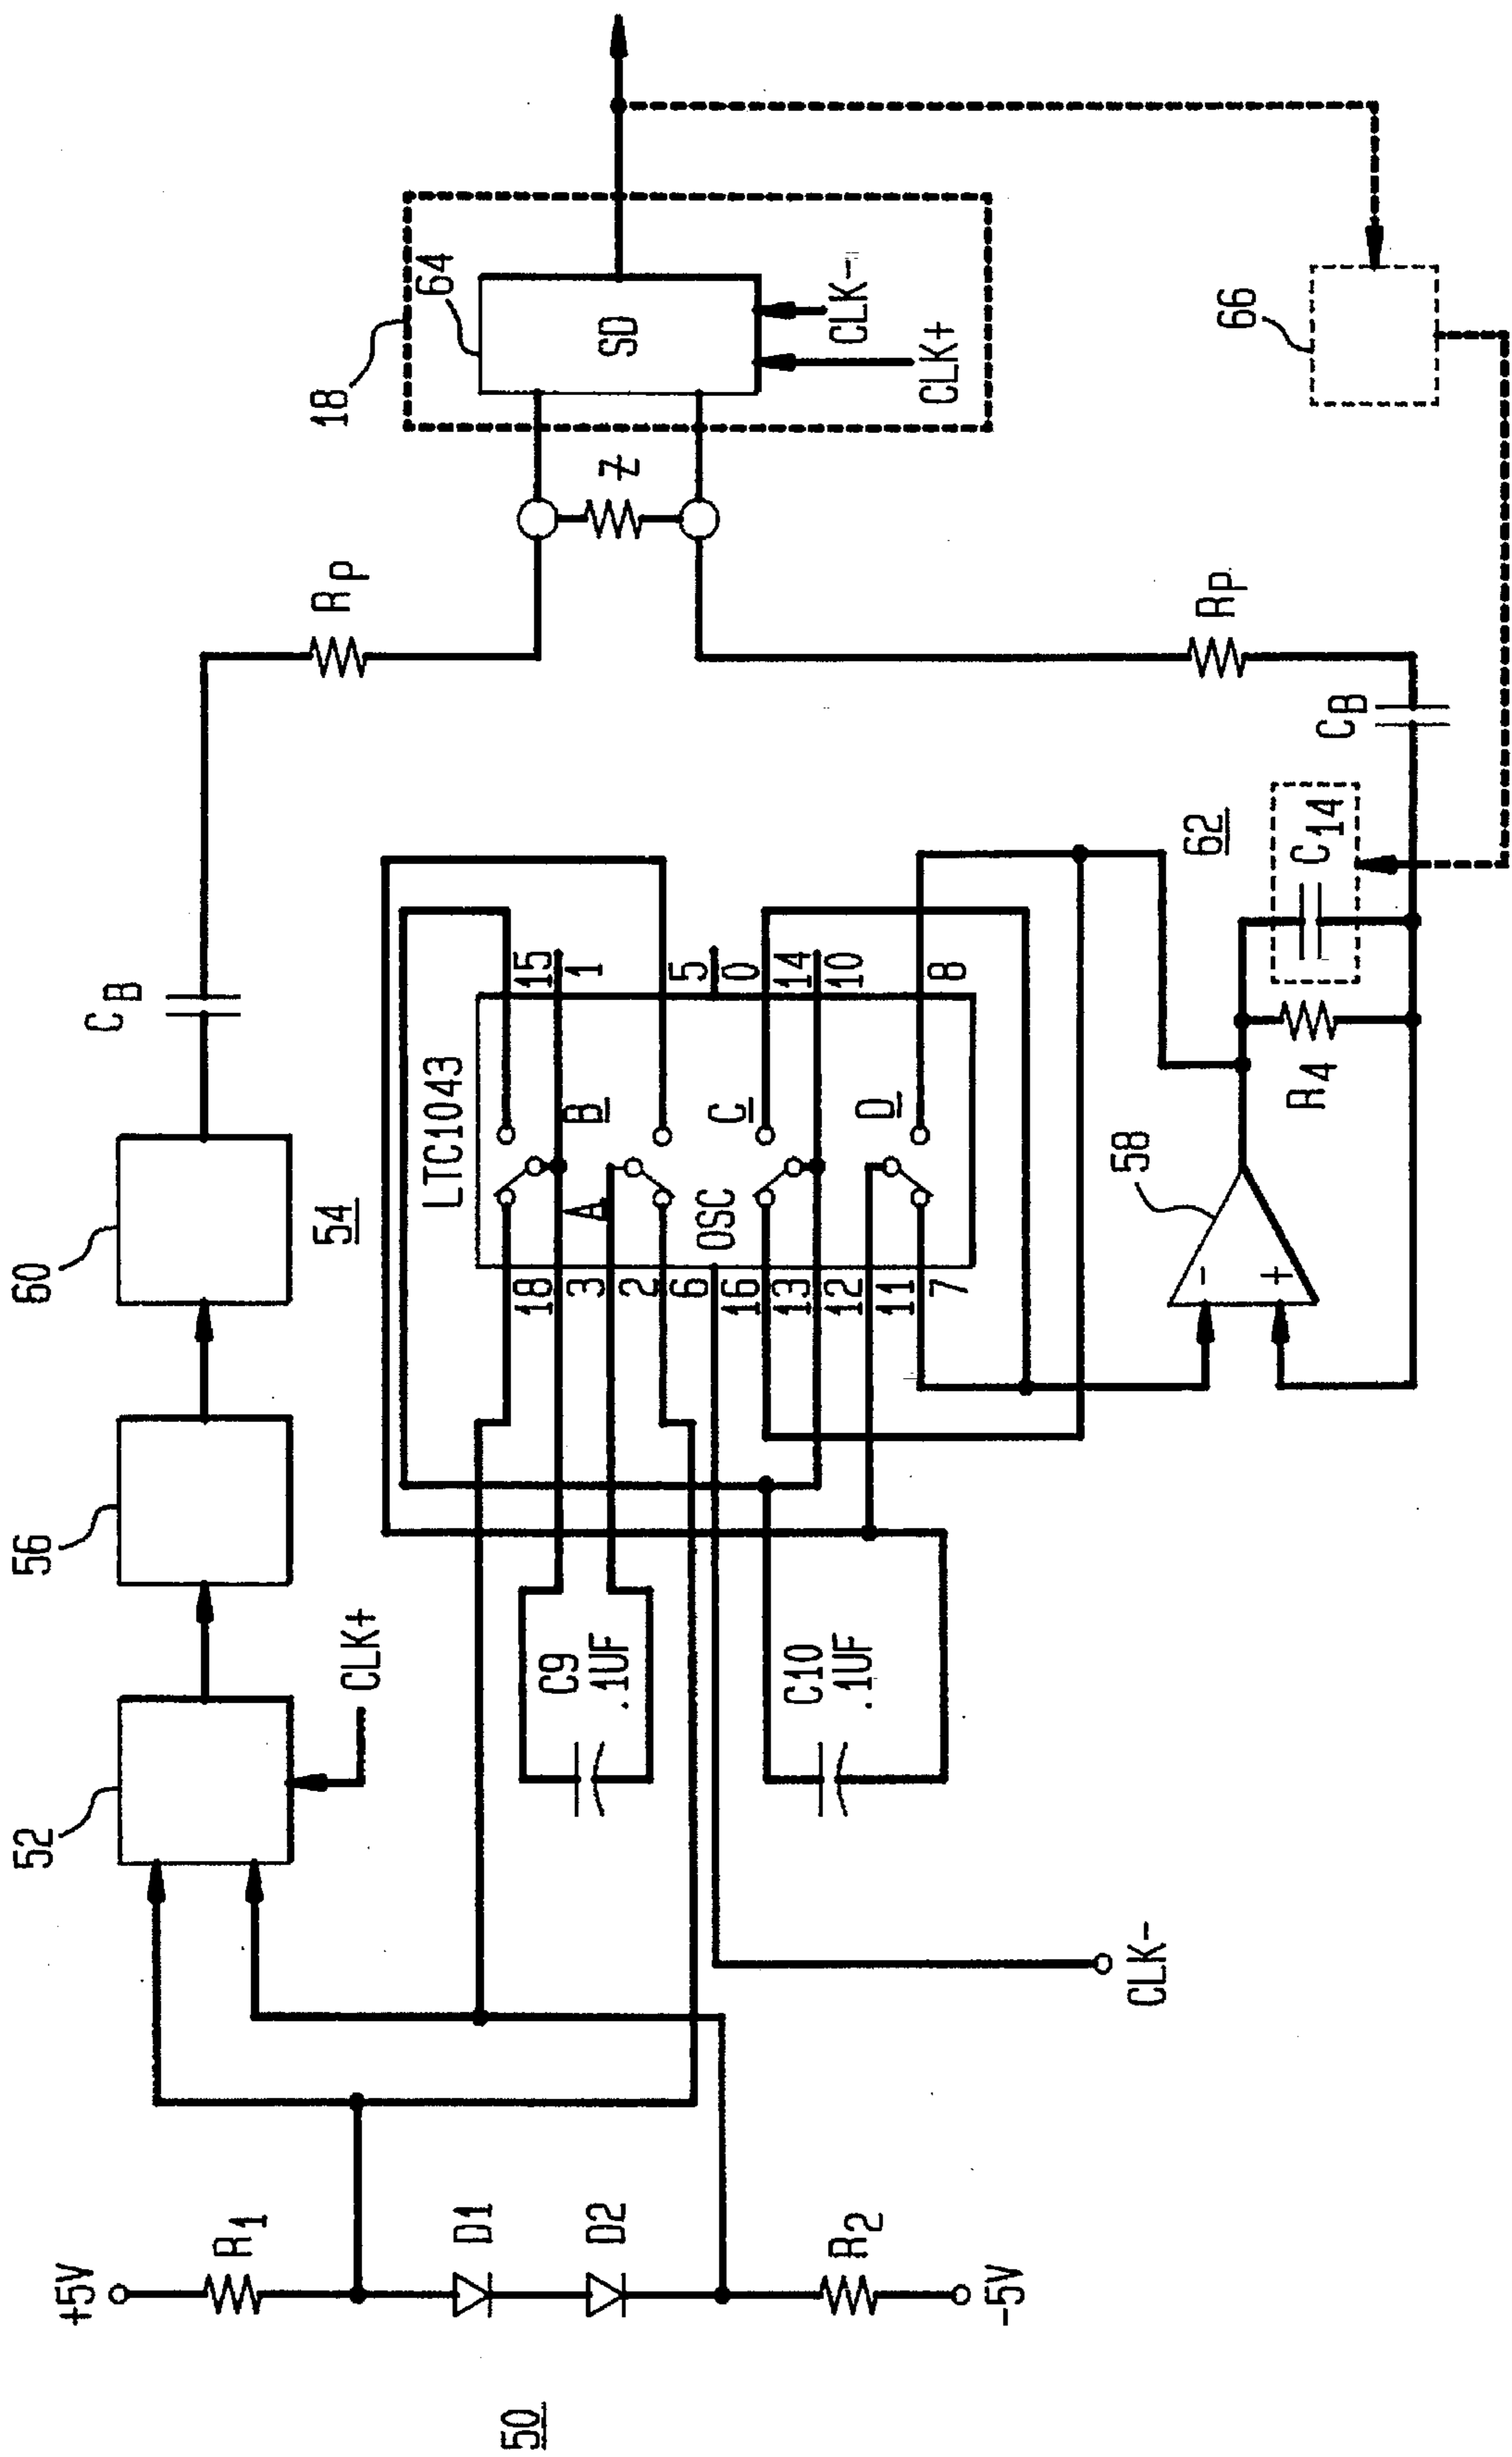 50
+5V
R1
D1
D2
R2
-5V
52
CLK+
56
60
CB
RP
54
C9
.1UF
C10
.1UF
CLK-
LTC1043
18
3
2
6
16
13
12
11
7
A
B
OSC
C
D
15
1
5
0
14
10
8
58
-
+
R4
C14
62
CB
RP
Z
18
64
SD
CLK-
CLK+
66